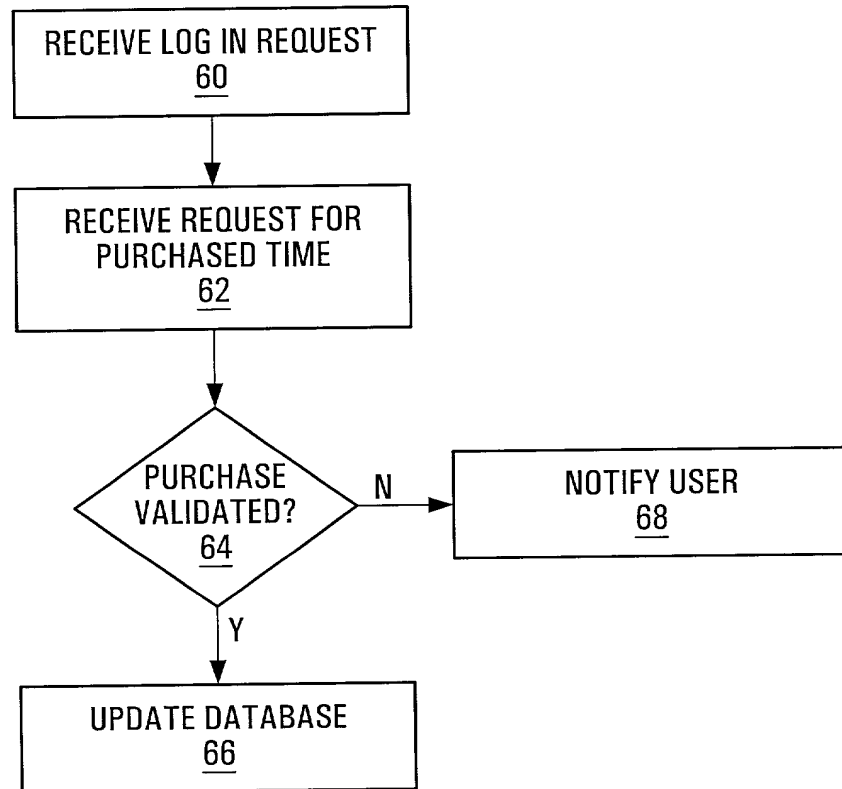 RECEIVE LOG IN REQUEST
60
RECEIVE REQUEST FOR
PURCHASED TIME
62
PURCHASE
VALIDATED?
64
N
NOTIFY USER
68
Y
UPDATE DATABASE
66